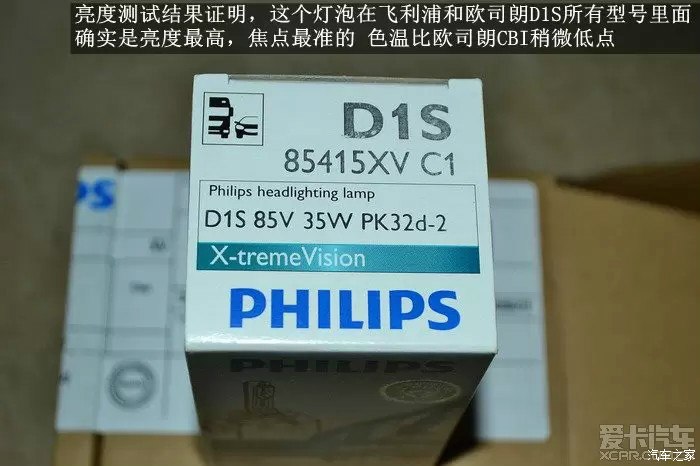 亮度测试结果证明，这个灯泡在飞利浦和欧司朗D1S所有型号里面
确实是亮度最高，焦点最准的 色温比欧司朗CBI稍微低点
D1S
85415XV C1
Philips headlighting lamp
D1S 85V 35W PK32d-2
X-tremeVision
PHILIPS
PHILIPS
PS
爱卡汽车
XCAR.COM.CN
汽车之家